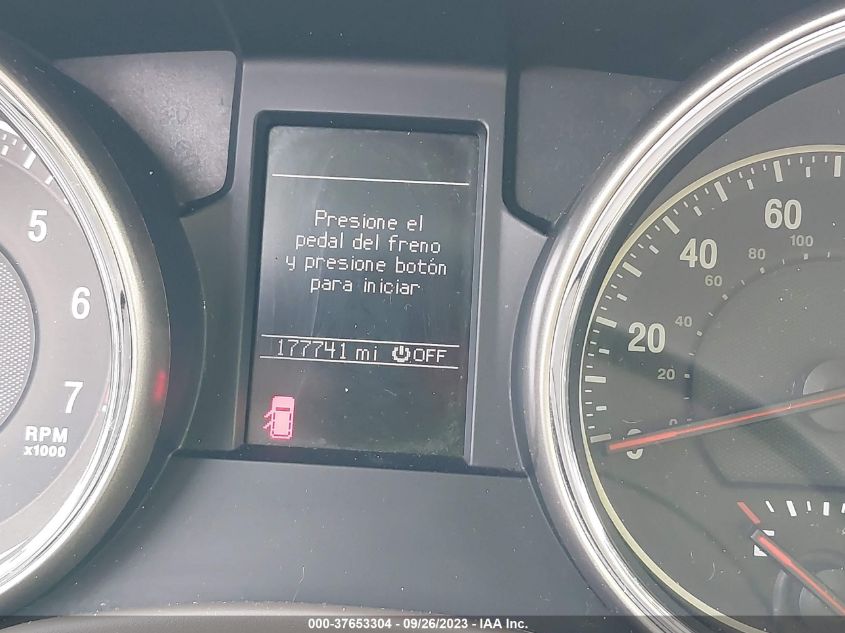 Presione el
pedal del freno
y presione botón
para iniciar
177741 mi OFF
5
6
7
RPM
x1000
60
100
40
80
60
20
40
20
0
E
000-37653304 - 09/26/2023 - IAA Inc.